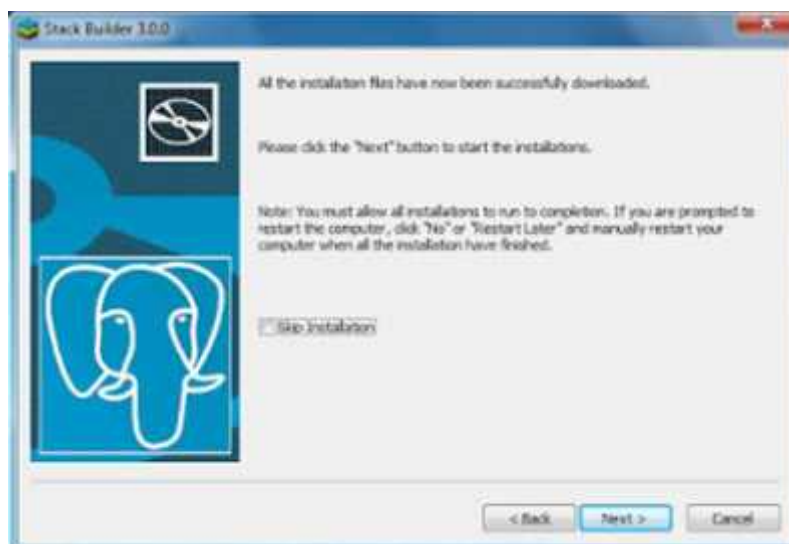 Stack Builder 3.0.0
All the installation files have now been successfully downloaded.
Please click the "Next" button to start the installations.
Note: You must allow all installations to run to completion. If you are prompted to
restart the computer, click "No" or "Restart Later" and manually restart your
computer when all the installation have finished.
Skip Installation
< Back
Next >
Cancel